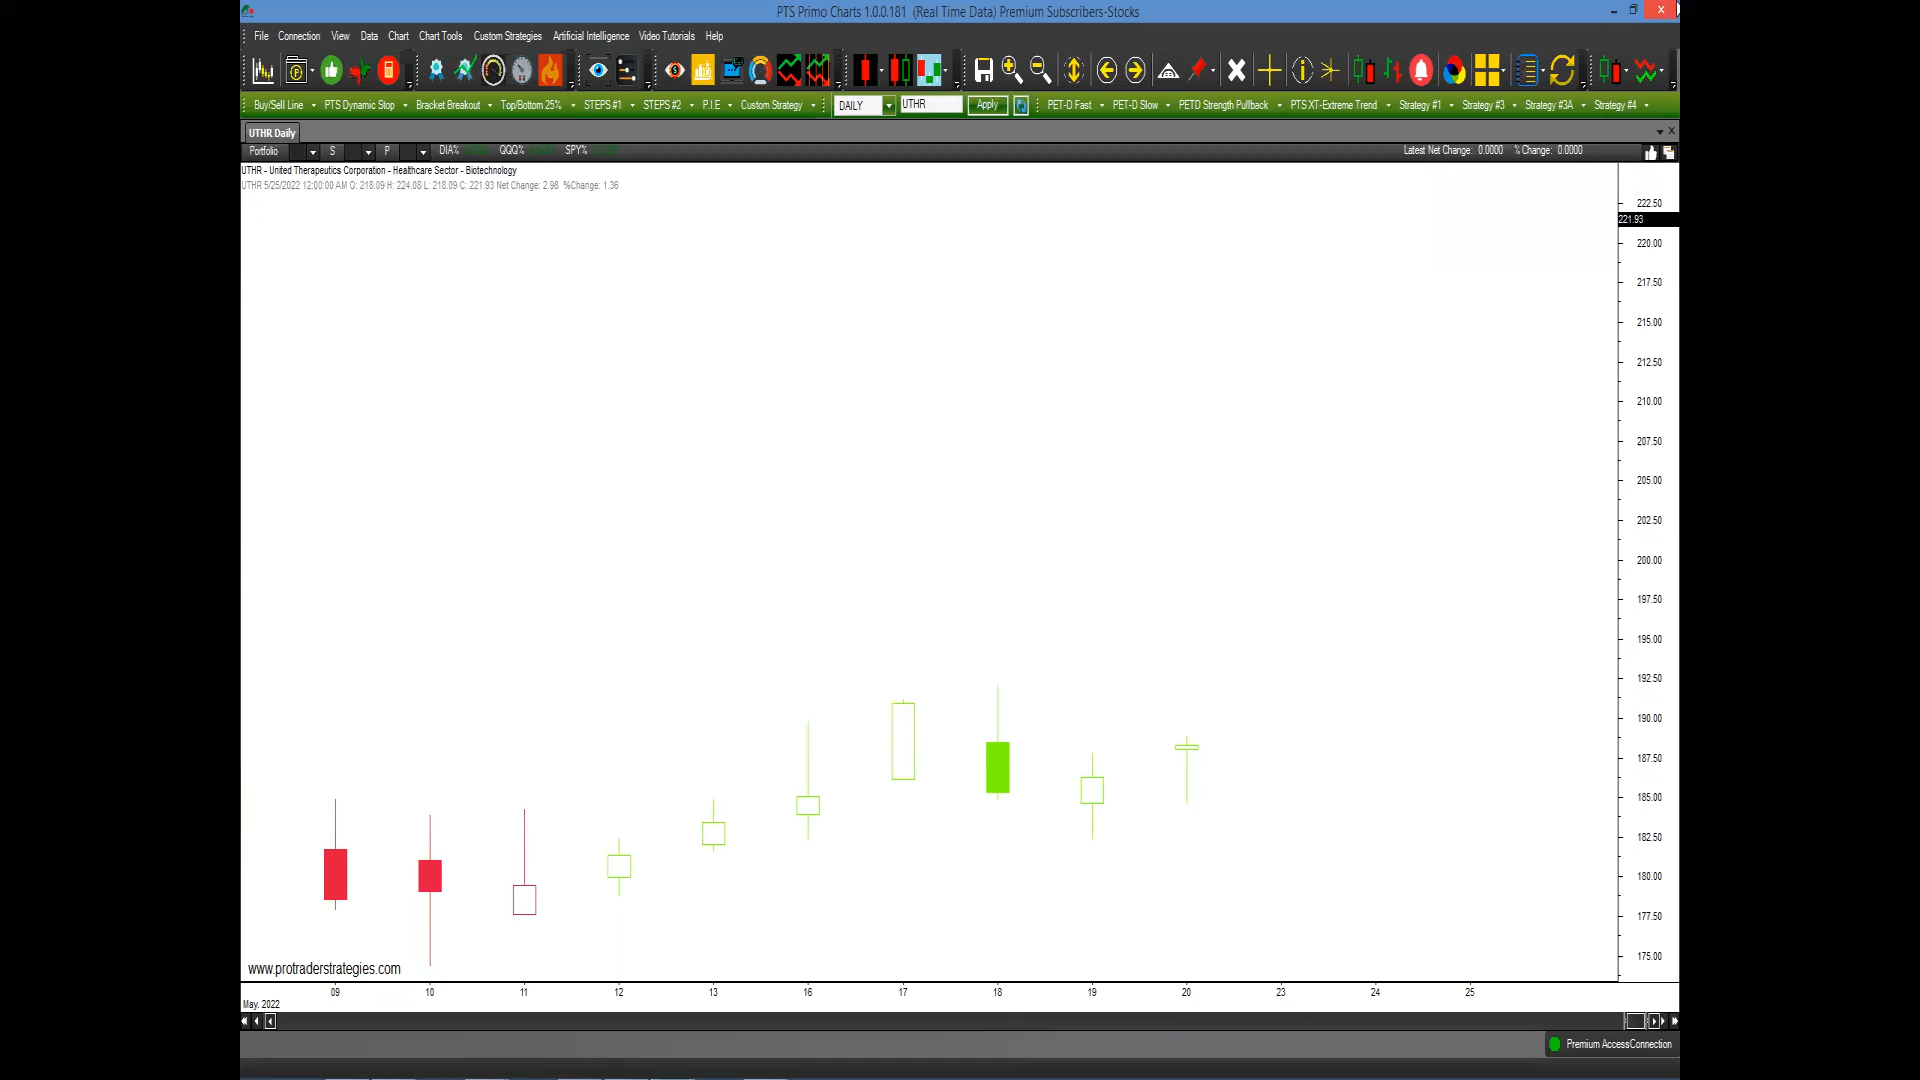 PTS Primo Charts 1.0.0.181 (Real Time Data) Premium Subscribers-Stocks
File Connection View Data Chart Chart Tools Custom Strategies Artificial Intelligence Video Tutorials Help
Buy/Sell Line PTS Dynamic Stop Bracket Breakout Top/Bottom 25% STEPS #1 STEPS #2 P.I.E Custom Strategy DAILY UTHR Apply PET-D Fast PET-D Slow PETD Strength Pullback PTS XT-Extreme Trend Strategy #1 Strategy #3 Strategy #3A Strategy #4
UTHR Daily
Portfolio S P DIA% QQQ% SPY% Latest Net Change: 0.0000 % Change: 0.0000
UTHR - United Therapeutics Corporation - Healthcare Sector - Biotechnology
UTHR 5/25/2022 12:00:00 AM O: 218.09 H: 224.08 L: 218.09 C: 221.93 Net Change: 2.98 %Change: 1.36
222.50
221.93
220.00
217.50
215.00
212.50
210.00
207.50
205.00
202.50
200.00
197.50
195.00
192.50
190.00
187.50
185.00
182.50
180.00
177.50
175.00
www.protraderstrategies.com
09 10 11 12 13 16 17 18 19 20 23 24 25
May. 2022
Premium AccessConnection